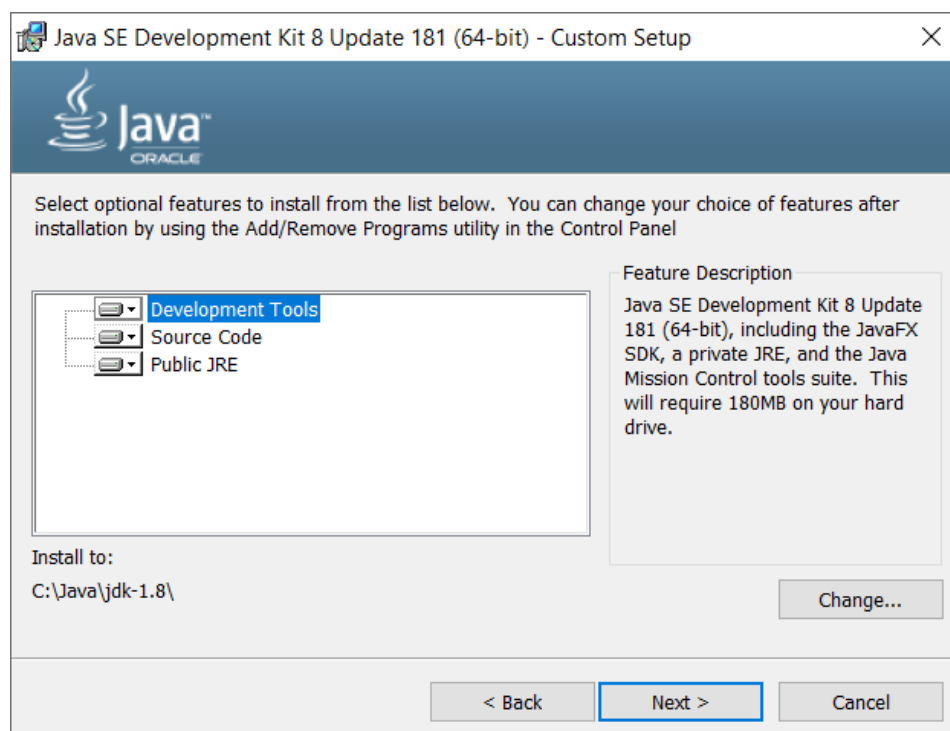 Java SE Development Kit 8 Update 181 (64-bit) - Custom Setup
Java™
ORACLE
Select optional features to install from the list below.  You can change your choice of features after
installation by using the Add/Remove Programs utility in the Control Panel
Development Tools
Source Code
Public JRE
Feature Description
Java SE Development Kit 8 Update
181 (64-bit), including the JavaFX
SDK, a private JRE, and the Java
Mission Control tools suite.  This
will require 180MB on your hard
drive.
Install to:
C:\Java\jdk-1.8\
Change...
< Back
Next >
Cancel